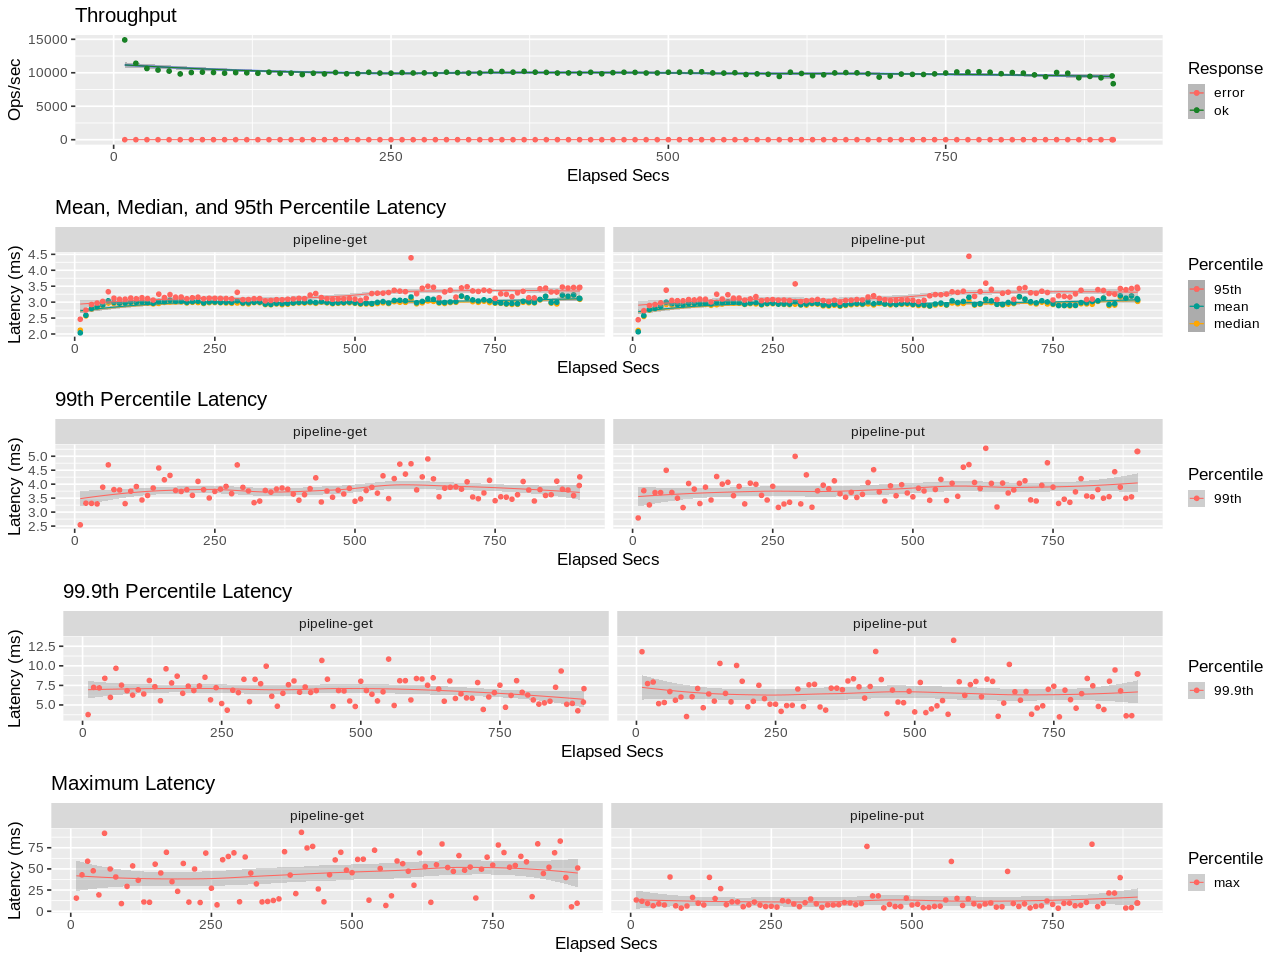 Throughput
15000
10000
5000
0
Ops/sec
0 250 500 750
Elapsed Secs
Response
error
ok
Mean, Median, and 95th Percentile Latency
pipeline-get pipeline-put
4.5
4.0
3.5
3.0
2.5
2.0
Latency (ms)
0 250 500 750 0 250 500 750
Elapsed Secs
Percentile
95th
mean
median
99th Percentile Latency
pipeline-get pipeline-put
5.0
4.5
4.0
3.5
3.0
2.5
Latency (ms)
0 250 500 750 0 250 500 750
Elapsed Secs
Percentile
99th
99.9th Percentile Latency
pipeline-get pipeline-put
12.5
10.0
7.5
5.0
Latency (ms)
0 250 500 750 0 250 500 750
Elapsed Secs
Percentile
99.9th
Maximum Latency
pipeline-get pipeline-put
75
50
25
0
Latency (ms)
0 250 500 750 0 250 500 750
Elapsed Secs
Percentile
max